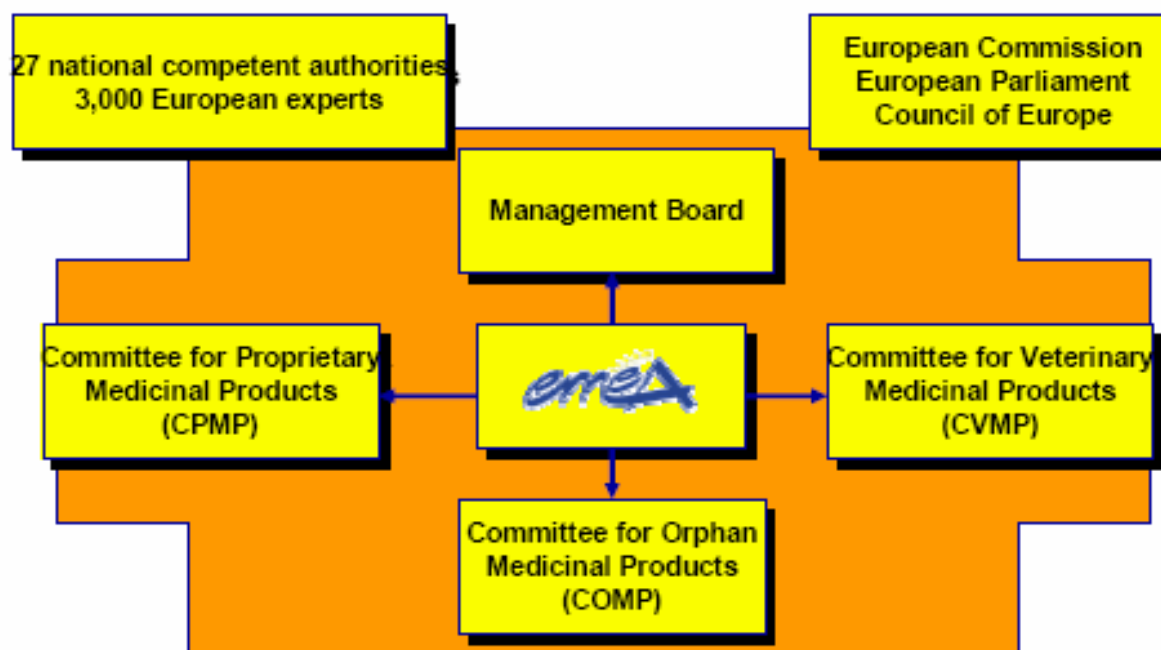 27 national competent authorities,
3,000 European experts
European Commission
European Parliament
Council of Europe
Management Board
Committee for Proprietary
Medicinal Products
(CPMP)
emeA
Committee for Veterinary
Medicinal Products
(CVMP)
Committee for Orphan
Medicinal Products
(COMP)